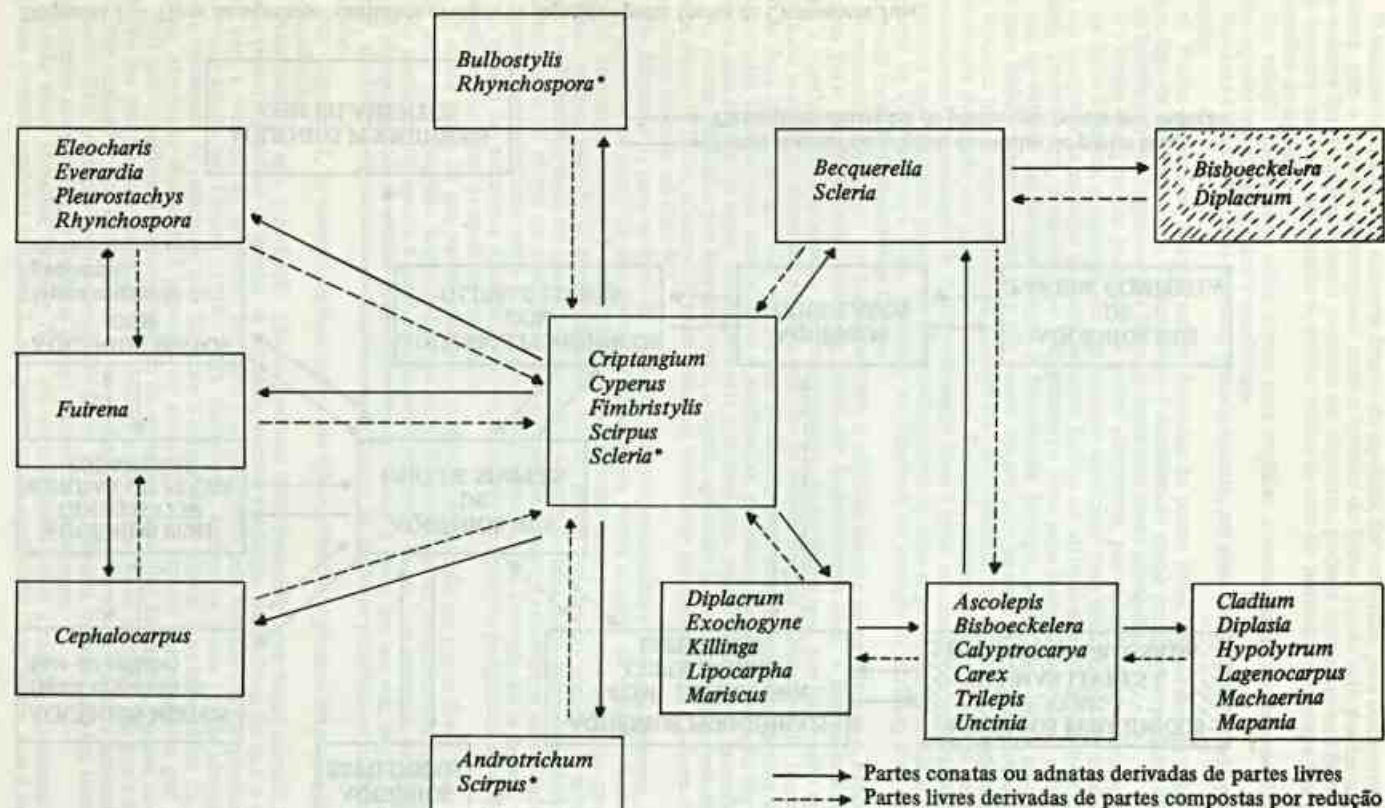 Bulbostylis
Rhynchospora*
Eleocharis
Everardia
Pleurostachys
Rhynchospora
Becquerelia
Scleria
Bisboeckelera
Diplacrum
Fuirena
Criptangium
Cyperus
Fimbristylis
Scirpus
Scleria*
Cephalocarpus
Diplacrum
Exochogyne
Killinga
Lipocarpha
Mariscus
Ascolepis
Bisboeckelera
Calyptrocarya
Carex
Trilepis
Uncinia
Cladium
Diplasia
Hypolytrum
Lagenocarpus
Machaerina
Mapania
Androtrichum
Scirpus*
Partes conatas ou adnatas derivadas de partes livres
Partes livres derivadas de partes compostas por redução